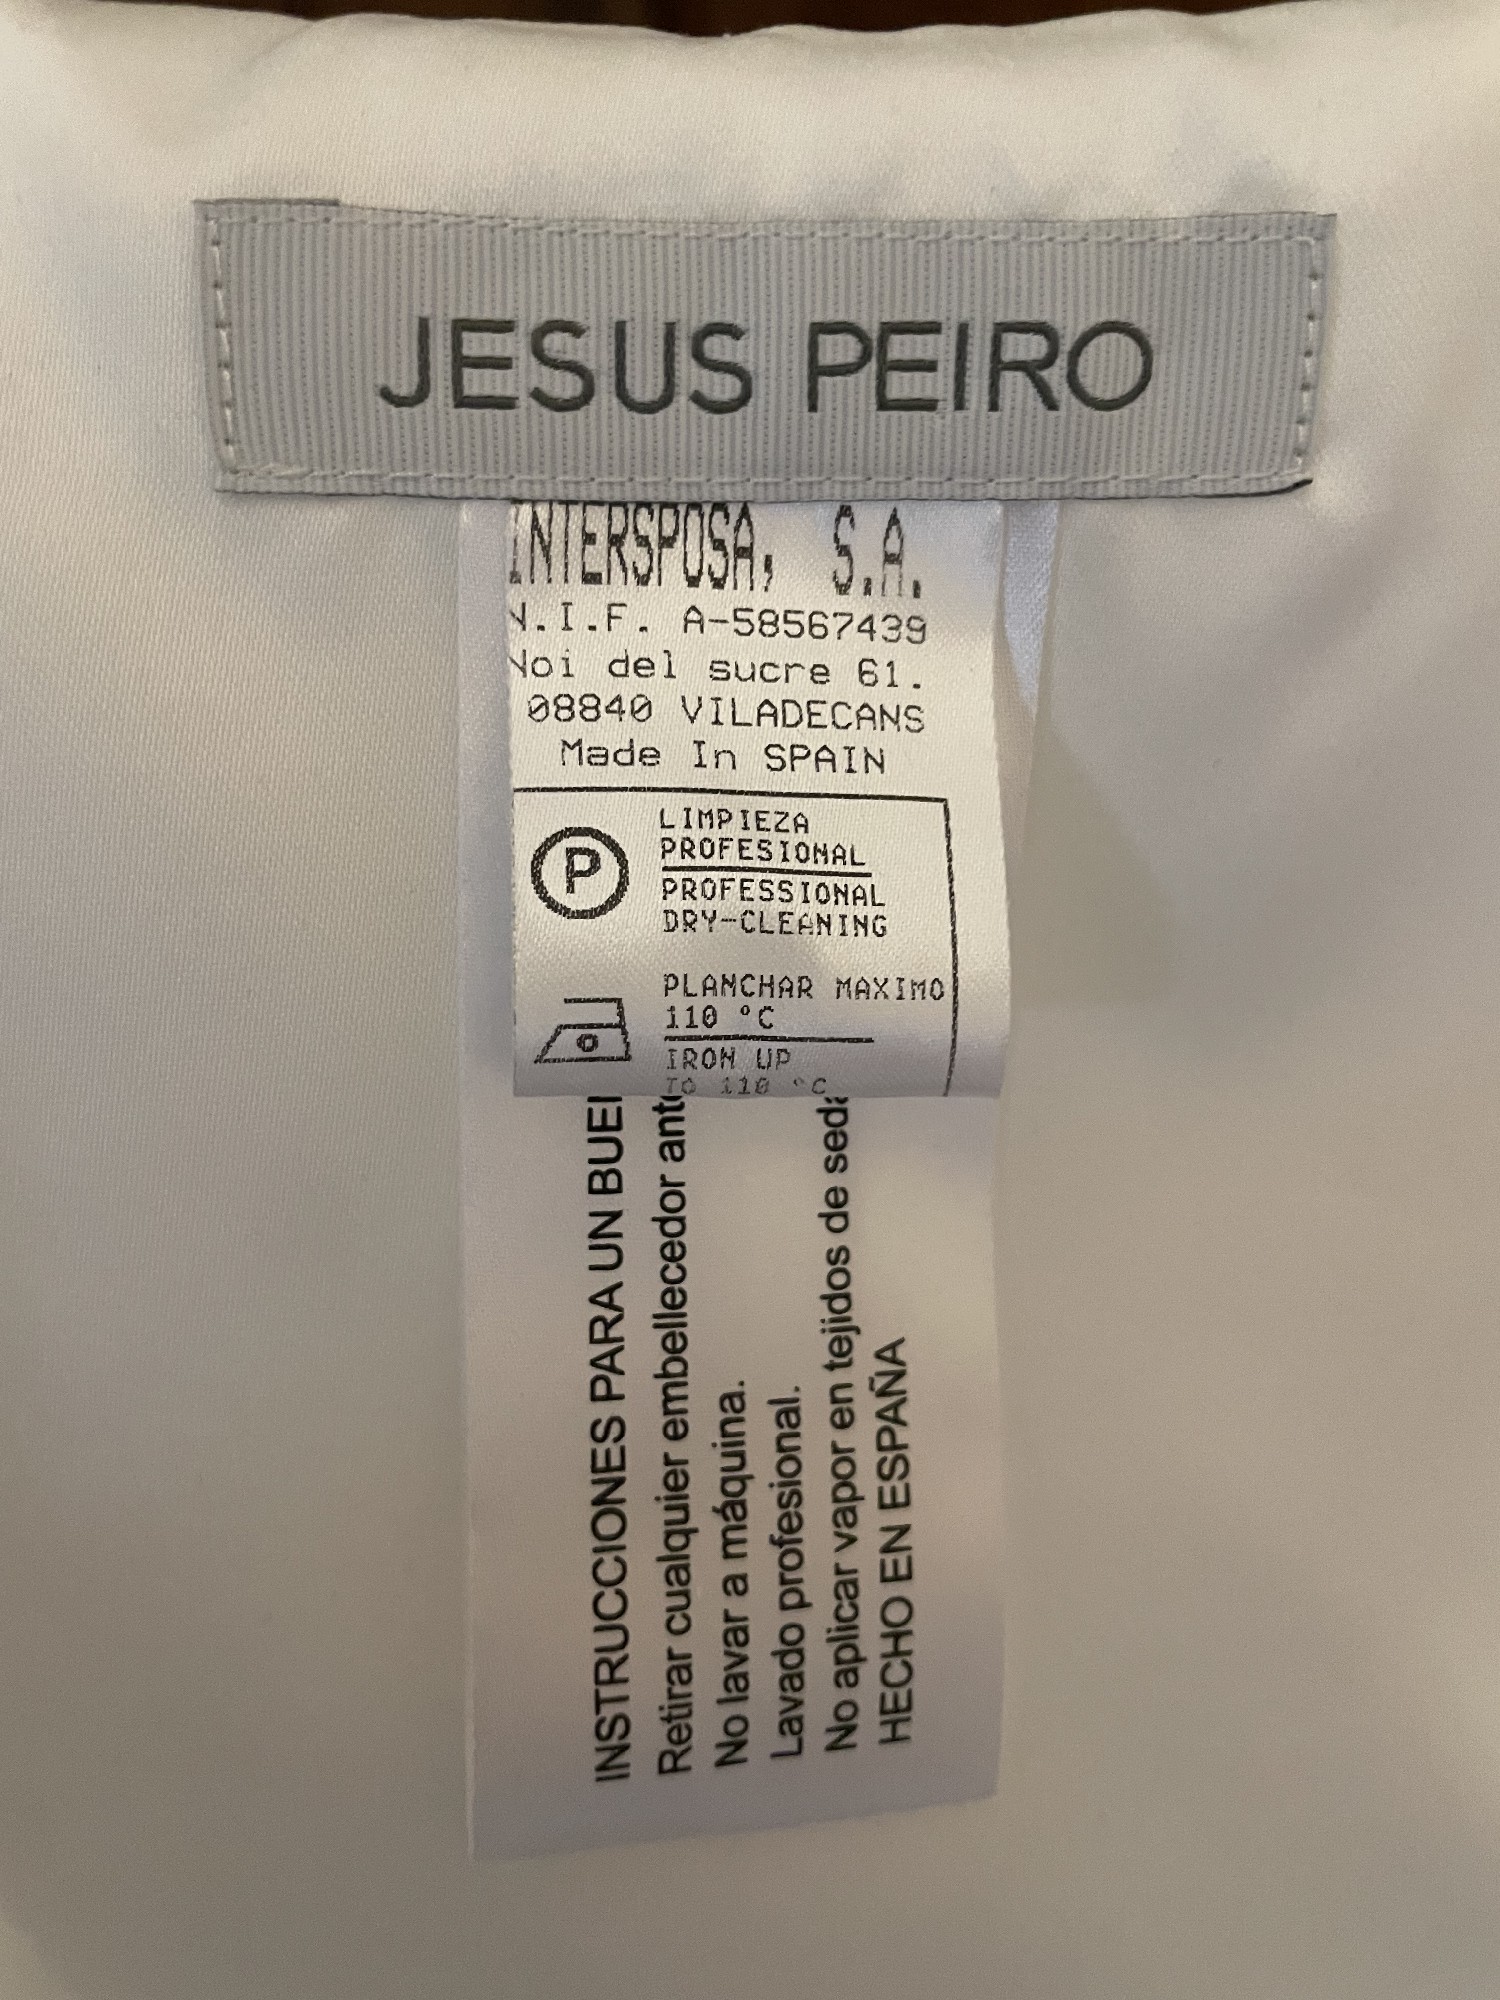 JESUS PEIRO
INTERSPOSA, S.A.
N.I.F. A-58567439
Noi del sucre 61.
08840 VILADECANS
Made In SPAIN
P
LIMPIEZA
PROFESIONAL
PROFESSIONAL
DRY-CLEANING
PLANCHAR MAXIMO
110 °C
IRON UP
TO 110 °C
INSTRUCCIONES PARA UN
Retirar cualquier embellecedor
No lavar a máquina.
Lavado profesional.
No aplicar vapor en tejidos de seda
HECHO EN ESPAÑA